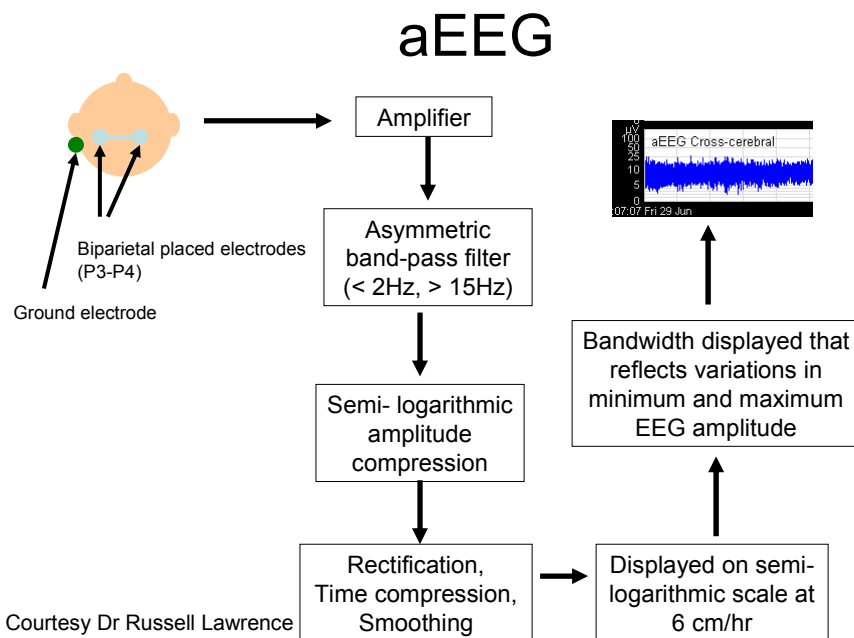 aEEG
Amplifier
Asymmetric
band-pass filter
(< 2Hz, > 15Hz)
Semi- logarithmic
amplitude
compression
Rectification,
Time compression,
Smoothing
Displayed on semi-
logarithmic scale at
6 cm/hr
Bandwidth displayed that
reflects variations in
minimum and maximum
EEG amplitude
µV
100
50
25
10
5
0
aEEG Cross-cerebral
:07:07 Fri 29 Jun
Biparietal placed electrodes
(P3-P4)
Ground electrode
Courtesy Dr Russell Lawrence